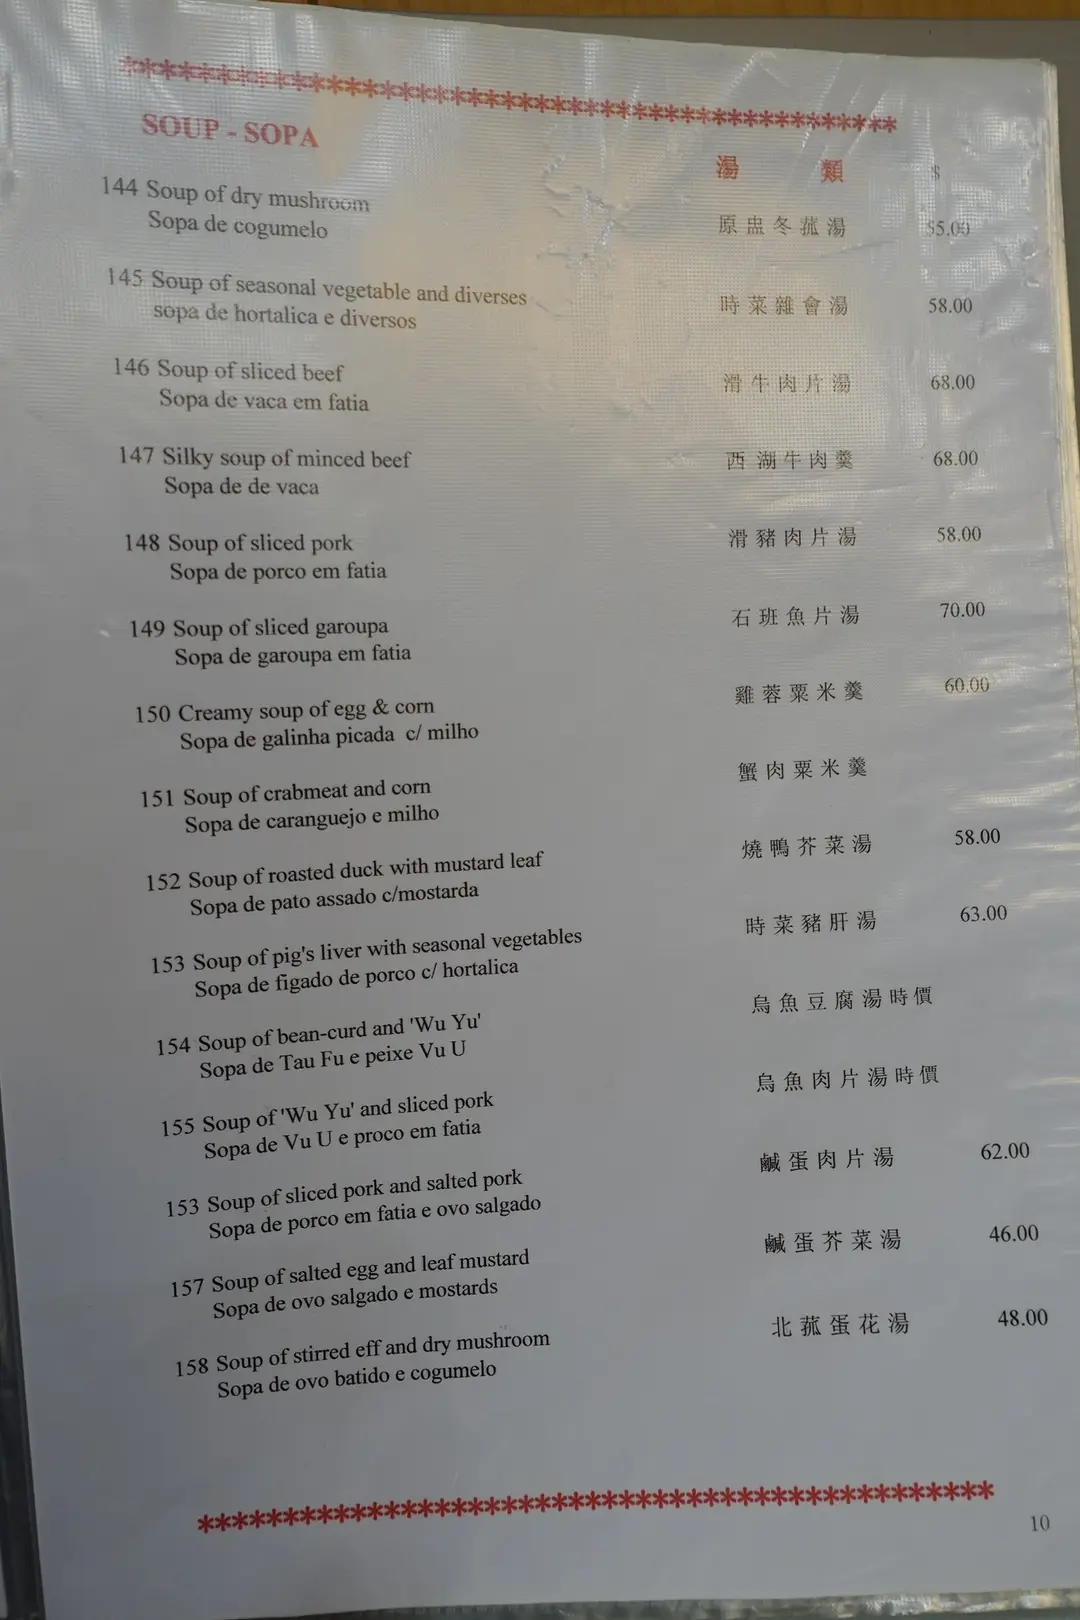 *********************************************
SOUP - SOPA 湯 類 $
144 Soup of dry mushroom 原盅冬菰湯 55.00
Sopa de cogumelo
145 Soup of seasonal vegetable and diverses 時菜雜會湯 58.00
sopa de hortalica e diversos
146 Soup of sliced beef 滑牛肉片湯 68.00
Sopa de vaca em fatia
147 Silky soup of minced beef 西湖牛肉羹 68.00
Sopa de de vaca
148 Soup of sliced pork 滑豬肉片湯 58.00
Sopa de porco em fatia
149 Soup of sliced garoupa 石班魚片湯 70.00
Sopa de garoupa em fatia
150 Creamy soup of egg & corn 雞蓉粟米羹 60.00
Sopa de galinha picada c/ milho
151 Soup of crabmeat and corn 蟹肉粟米羹
Sopa de caranguejo e milho
152 Soup of roasted duck with mustard leaf 燒鴨芥菜湯 58.00
Sopa de pato assado c/mostarda
153 Soup of pig's liver with seasonal vegetables 時菜豬肝湯 63.00
Sopa de figado de porco c/ hortalica
154 Soup of bean-curd and 'Wu Yu' 烏魚豆腐湯時價
Sopa de Tau Fu e peixe Vu U
155 Soup of 'Wu Yu' and sliced pork 烏魚肉片湯時價
Sopa de Vu U e proco em fatia
153 Soup of sliced pork and salted pork 鹹蛋肉片湯 62.00
Sopa de porco em fatia e ovo salgado
157 Soup of salted egg and leaf mustard 鹹蛋芥菜湯 46.00
Sopa de ovo salgado e mostards
158 Soup of stirred eff and dry mushroom 北菰蛋花湯 48.00
Sopa de ovo batido e cogumelo
*********************************************
10